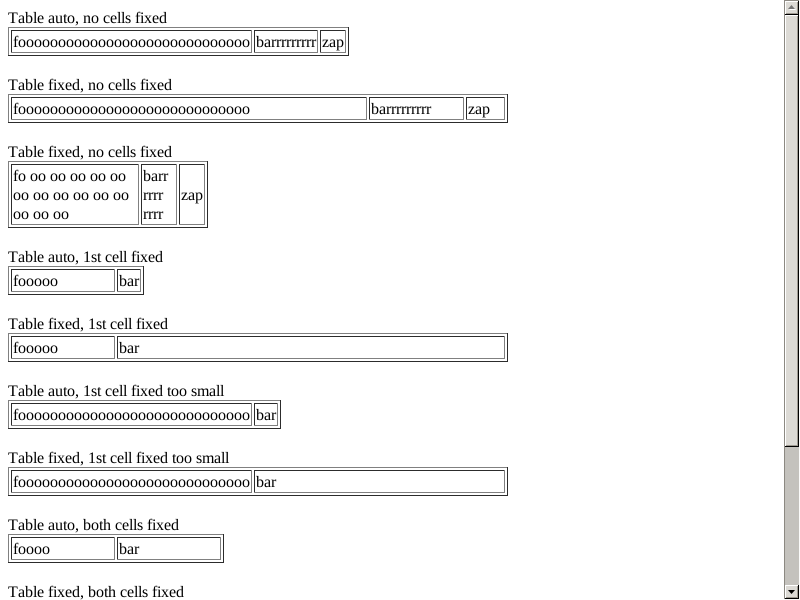 Table auto, no cells fixed
fooooooooooooooooooooooooooooo barrrrrrrrr zap
Table fixed, no cells fixed
fooooooooooooooooooooooooooooo barrrrrrrrr zap
Table fixed, no cells fixed
fo oo oo oo oo oo
oo oo oo oo oo oo
oo oo oo
barr
rrrr
rrrr
zap
Table auto, 1st cell fixed
fooooo bar
Table fixed, 1st cell fixed
fooooo bar
Table auto, 1st cell fixed too small
fooooooooooooooooooooooooooooo bar
Table fixed, 1st cell fixed too small
fooooooooooooooooooooooooooooo bar
Table auto, both cells fixed
foooo bar
Table fixed, both cells fixed